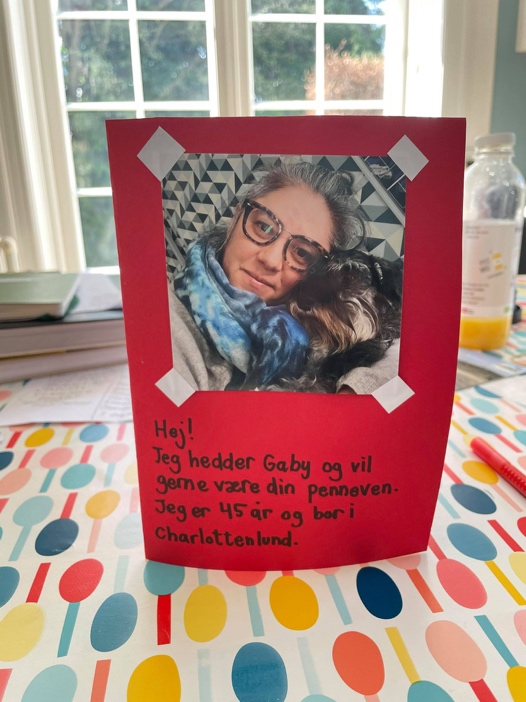 Hej!
Jeg hedder Gaby og vil
gerne være din penneven.
Jeg er 45 år og bor i
Charlottenlund.